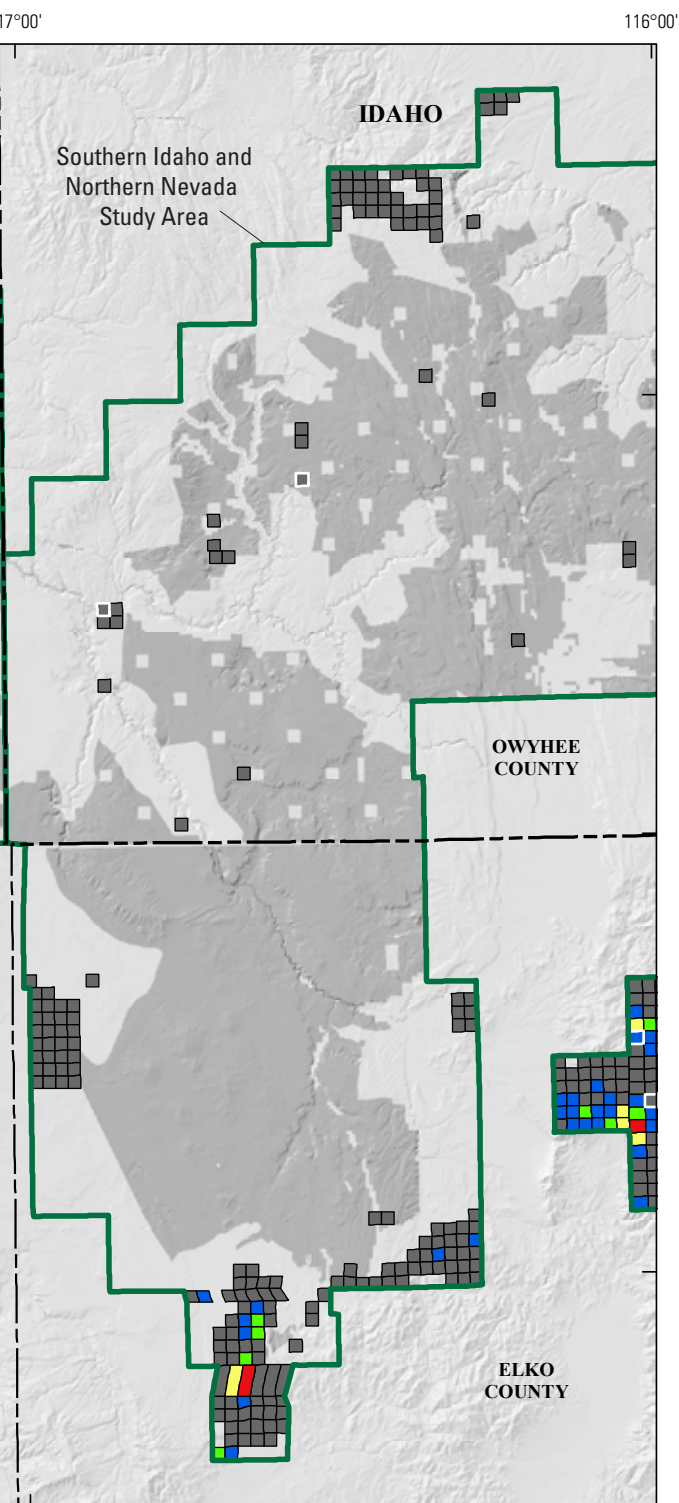 17°00'
116°00'
IDAHO
Southern Idaho and
Northern Nevada
Study Area
OWYHEE
COUNTY
ELKO
COUNTY